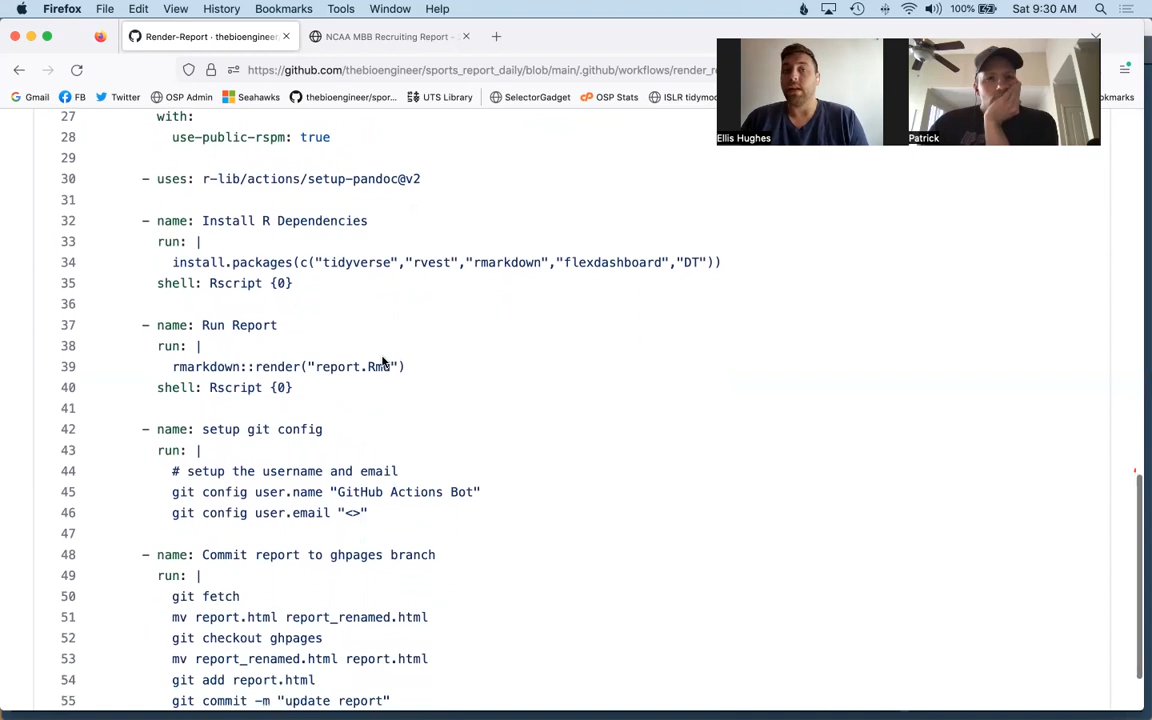 Firefox File Edit View History Bookmarks Tools Window Help 100% Sat 9:30 AM
Render-Report · thebioengineer, NCAA MBB Recruiting Report -
https://github.com/thebioengineer/sports_report_daily/blob/main/.github/workflows/render_r
Gmail FB Twitter OSP Admin Seahawks thebioengineer/spor... UTS Library SelectorGadget OSP Stats ISLR tidymod
Ellis Hughes Patrick
27 with:
28 use-public-rspm: true
29
30 - uses: r-lib/actions/setup-pandoc@v2
31
32 - name: Install R Dependencies
33 run: |
34 install.packages(c("tidyverse","rvest","rmarkdown","flexdashboard","DT"))
35 shell: Rscript {0}
36
37 - name: Run Report
38 run: |
39 rmarkdown::render("report.Rmd")
40 shell: Rscript {0}
41
42 - name: setup git config
43 run: |
44 # setup the username and email
45 git config user.name "GitHub Actions Bot"
46 git config user.email "<>"
47
48 - name: Commit report to ghpages branch
49 run: |
50 git fetch
51 mv report.html report_renamed.html
52 git checkout ghpages
53 mv report_renamed.html report.html
54 git add report.html
55 git commit -m "update report"